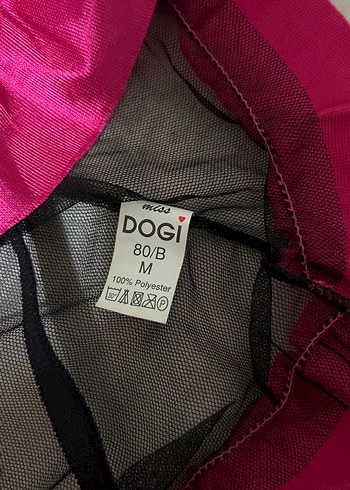 miss
DOGi
80/B
M
100% Polyester